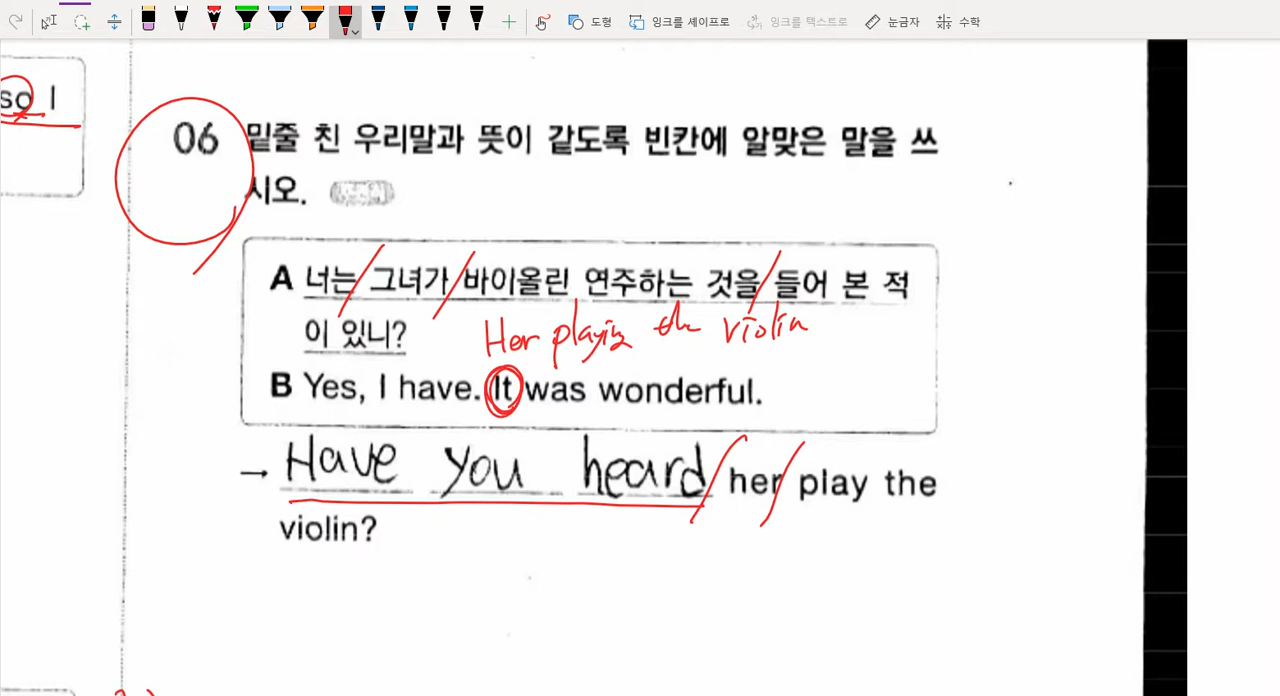 도형
잉크를 셰이프로
잉크를 텍스트로
눈금자
수학
so I
06 밑줄 친 우리말과 뜻이 같도록 빈칸에 알맞은 말을 쓰
시오.
A 너는 그녀가 바이올린 연주하는 것을 들어 본 적
이 있니?
Her playing the violin
B Yes, I have. It was wonderful.
→ Have you heard her play the
violin?